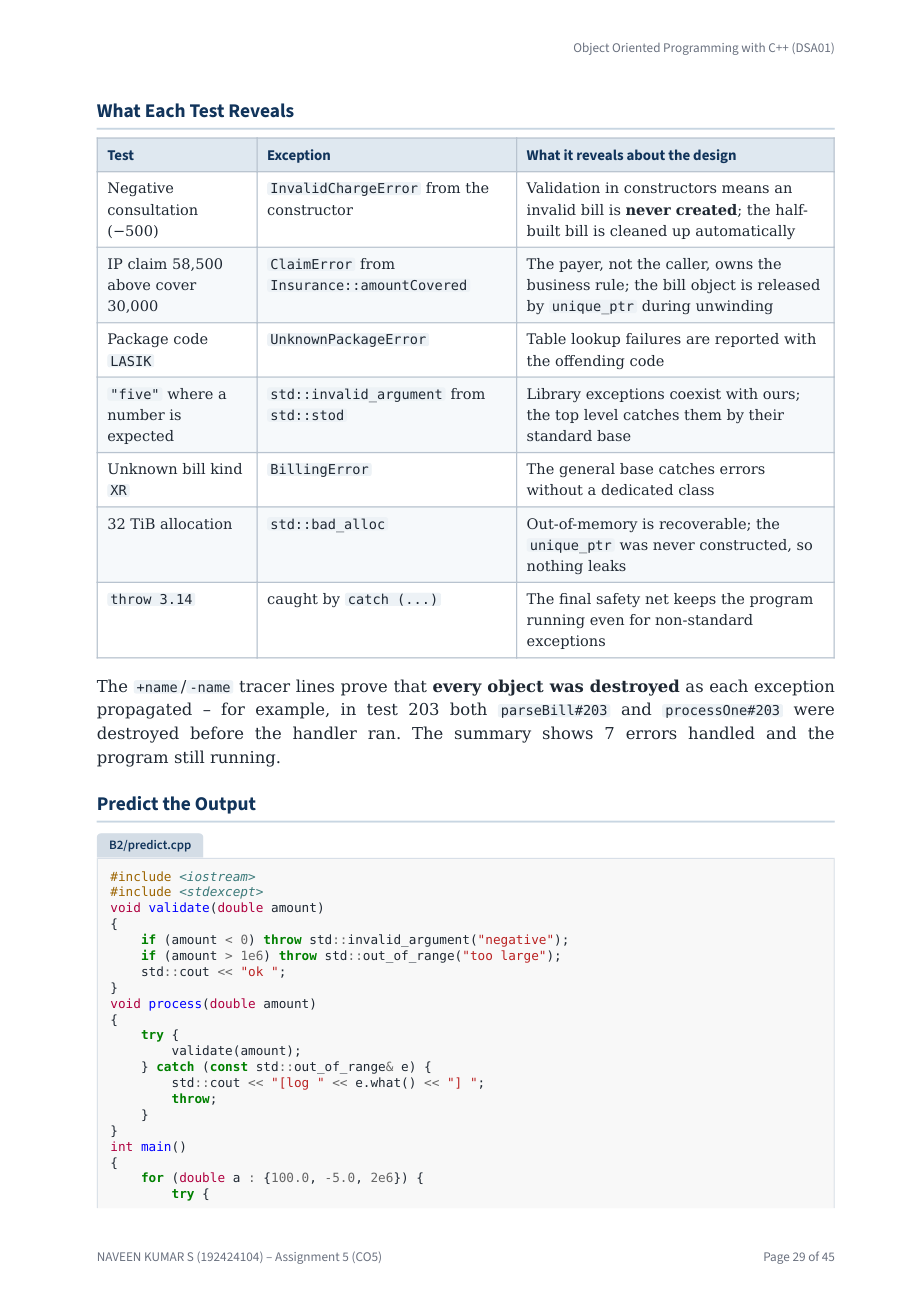 Object Oriented Programming with C++ (DSA01)
What Each Test Reveals
Test Exception What it reveals about the design
Negative
consultation
(−500)
InvalidChargeError from the
constructor
Validation in constructors means an
invalid bill is never created; the half-
built bill is cleaned up automatically
IP claim 58,500
above cover
30,000
ClaimError from
Insurance::amountCovered
The payer, not the caller, owns the
business rule; the bill object is released
by unique_ptr during unwinding
Package code
LASIK
UnknownPackageError
Table lookup failures are reported with
the offending code
"five" where a
number is
expected
std::invalid_argument from
std::stod
Library exceptions coexist with ours;
the top level catches them by their
standard base
Unknown bill kind
XR
BillingError
The general base catches errors
without a dedicated class
32 TiB allocation
std::bad_alloc
Out-of-memory is recoverable; the
unique_ptr was never constructed, so
nothing leaks
throw 3.14
caught by catch (...)
The final safety net keeps the program
running even for non-standard
exceptions
The +name/-name tracer lines prove that every object was destroyed as each exception
propagated – for example, in test 203 both parseBill#203 and processOne#203 were
destroyed before the handler ran. The summary shows 7 errors handled and the
program still running.
Predict the Output
B2/predict.cpp
#include <iostream>
#include <stdexcept>
void validate(double amount)
{
    if (amount < 0) throw std::invalid_argument("negative");
    if (amount > 1e6) throw std::out_of_range("too large");
    std::cout << "ok ";
}
void process(double amount)
{
    try {
        validate(amount);
    } catch (const std::out_of_range& e) {
        std::cout << "[log " << e.what() << "] ";
        throw;
    }
}
int main()
{
    for (double a : {100.0, -5.0, 2e6}) {
        try {
NAVEEN KUMAR S (192424104) – Assignment 5 (CO5)
Page 29 of 45